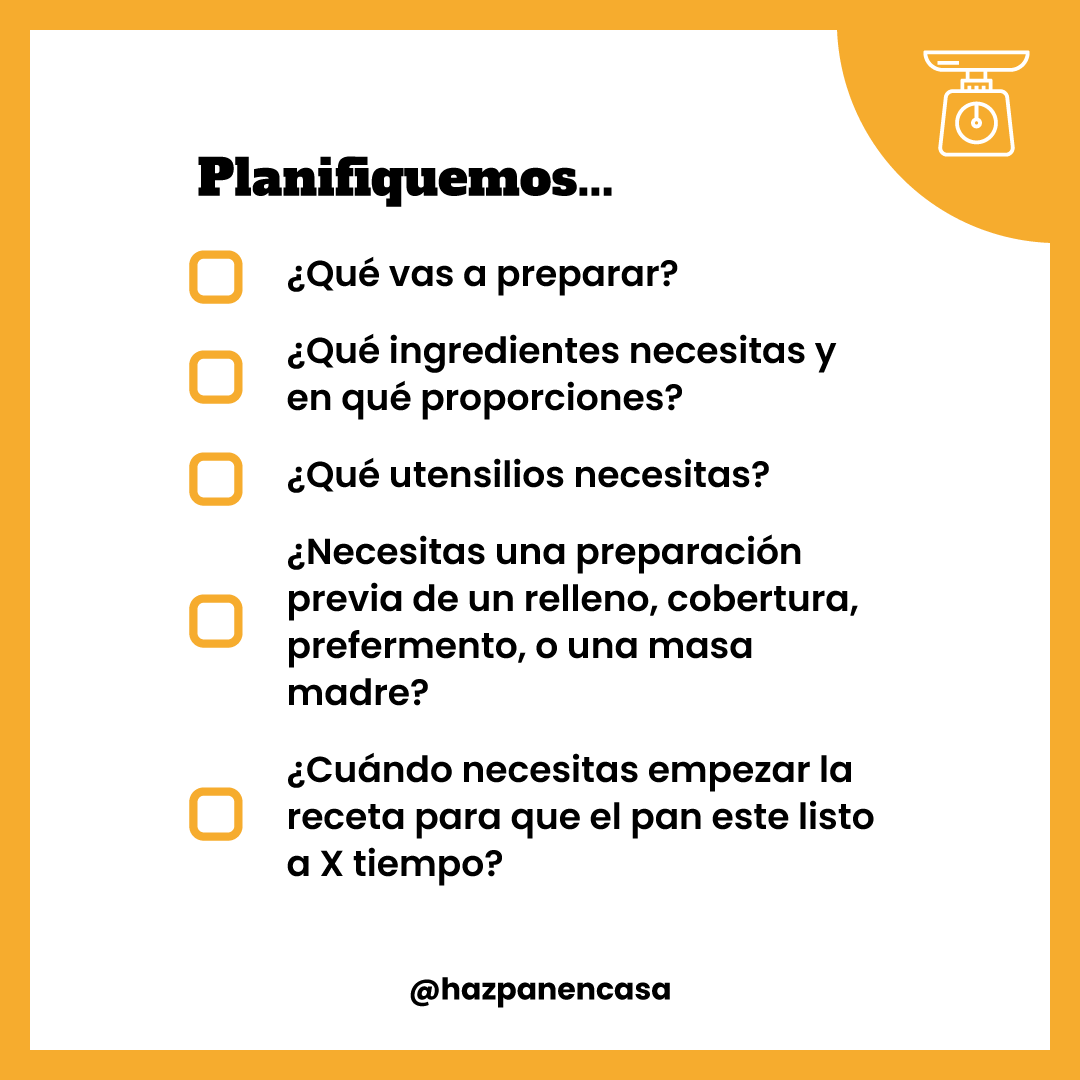 Planifiquemos...
¿Qué vas a preparar?
¿Qué ingredientes necesitas y
en qué proporciones?
¿Qué utensilios necesitas?
¿Necesitas una preparación
previa de un relleno, cobertura,
prefermento, o una masa
madre?
¿Cuándo necesitas empezar la
receta para que el pan este listo
a X tiempo?
@hazpanencasa